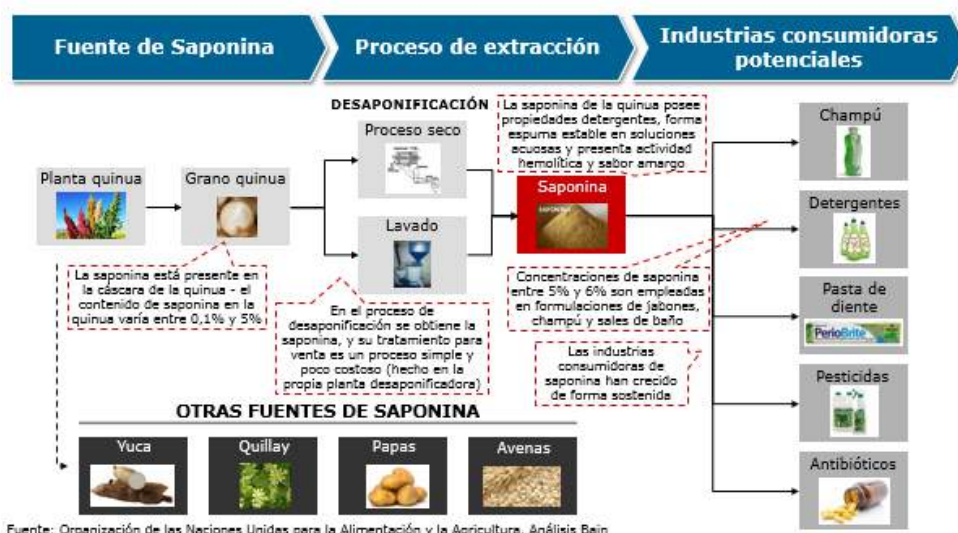 Fuente de Saponina
Proceso de extracción
Industrias consumidoras
potenciales
DESAPONIFICACIÓN
Planta quinua
Grano quinua
Proceso seco
Lavado
La saponina de la quinua posee
propiedades detergentes, forma
espuma estable en soluciones
acuosas y presenta actividad
hemolítica y sabor amargo
Saponina
SAPONINA
La saponina está presente en
la cáscara de la quinua - el
contenido de saponina en la
quinua varía entre 0,1% y 5%
En el proceso de
desaponificación se obtiene la
saponina, y su tratamiento para
venta es un proceso simple y
poco costoso (hecho en la
propia planta desaponificadora)
Concentraciones de saponina
entre 5% y 6% son empleadas
en formulaciones de jabones,
champú y sales de baño
Las industrias
consumidoras de
saponina han crecido
de forma sostenida
Champú
Detergentes
Pasta de
diente
PerioBrite
Pesticidas
Antibióticos
OTRAS FUENTES DE SAPONINA
Yuca
Quillay
Papas
Avenas
Fuente: Organización de las Naciones Unidas para la Alimentación y la Agricultura, Análisis Bain